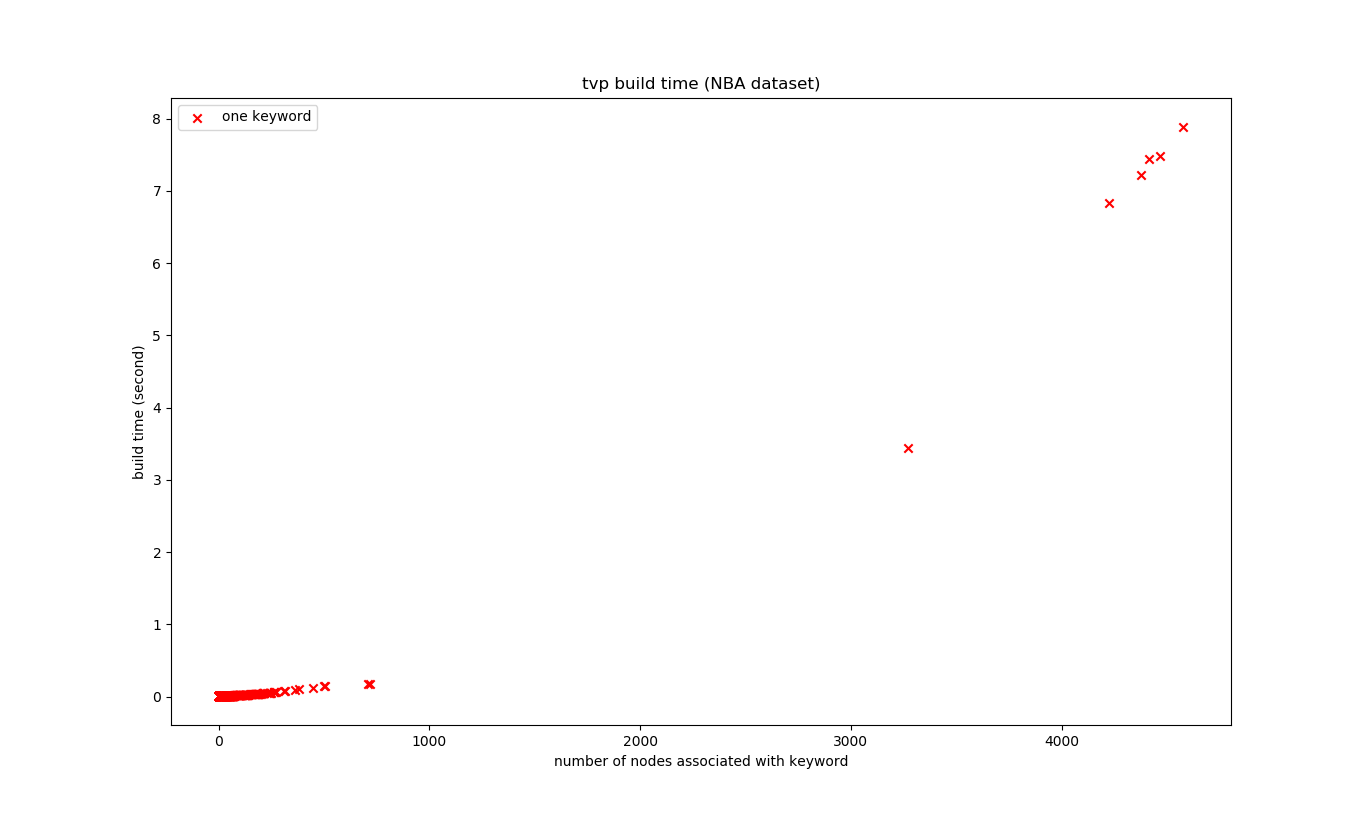 tvp build time (NBA dataset)
one keyword
8
7
6
5
4
3
2
1
0
build time (second)
0 1000 2000 3000 4000
number of nodes associated with keyword